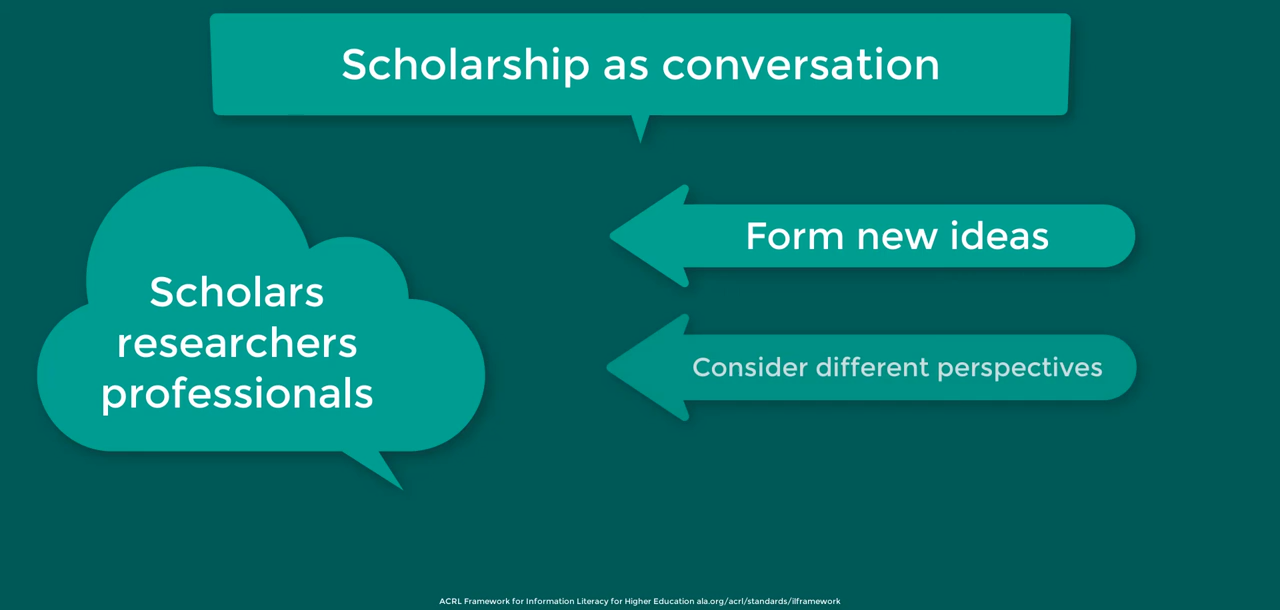 Scholarship as conversation
Scholars
researchers
professionals
Form new ideas
Consider different perspectives
ACRL Framework for Information Literacy for Higher Education ala.org/acrl/standards/ilframework